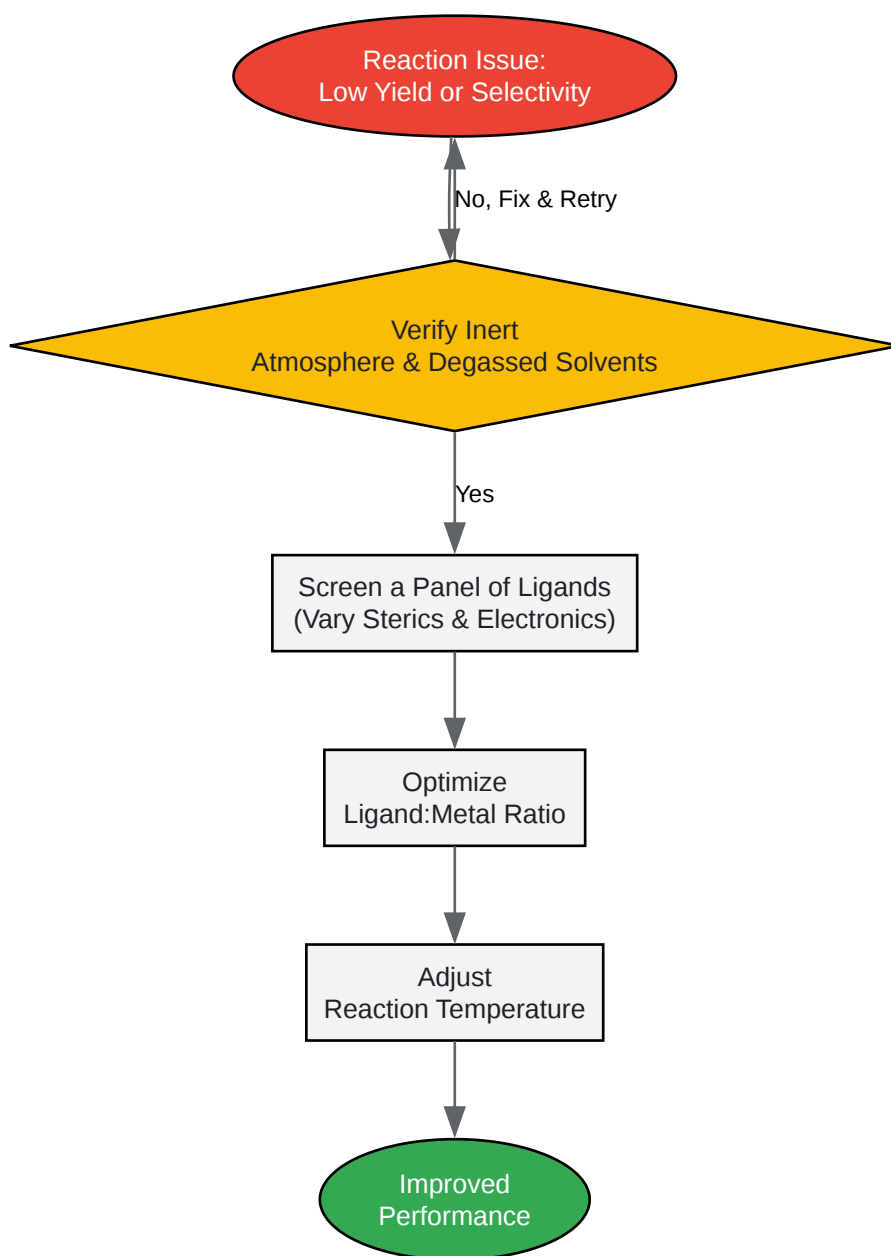 Reaction Issue:
Low Yield or Selectivity
No, Fix & Retry
Verify Inert
Atmosphere & Degassed Solvents
Yes
Screen a Panel of Ligands
(Vary Sterics & Electronics)
Optimize
Ligand:Metal Ratio
Adjust
Reaction Temperature
Improved
Performance